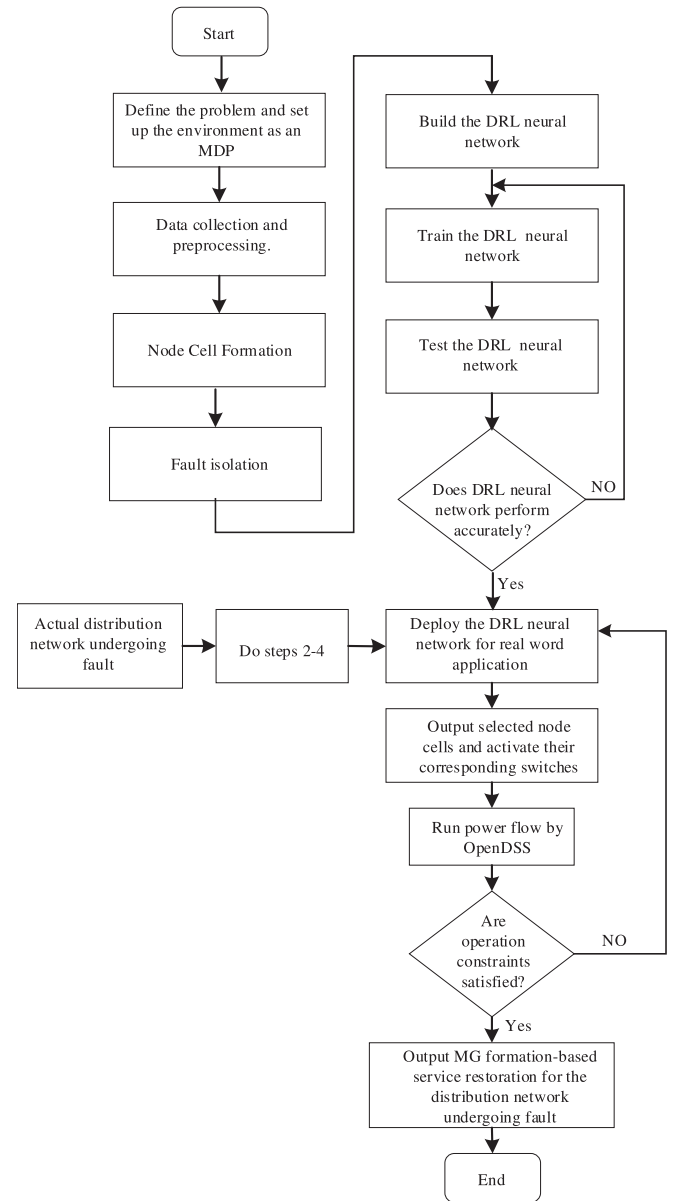 Start
Define the problem and set
up the environment as an
MDP
Data collection and
preprocessing.
Node Cell Formation
Fault isolation
Build the DRL neural
network
Train the DRL neural
network
Test the DRL neural
network
Does DRL neural
network perform
accurately?
NO
Yes
Actual distribution
network undergoing
fault
Do steps 2-4
Deploy the DRL neural
network for real word
application
Output selected node
cells and activate their
corresponding switches
Run power flow by
OpenDSS
Are
operation
constraints
satisfied?
NO
Yes
Output MG formation-based
service restoration for the
distribution network
undergoing fault
End